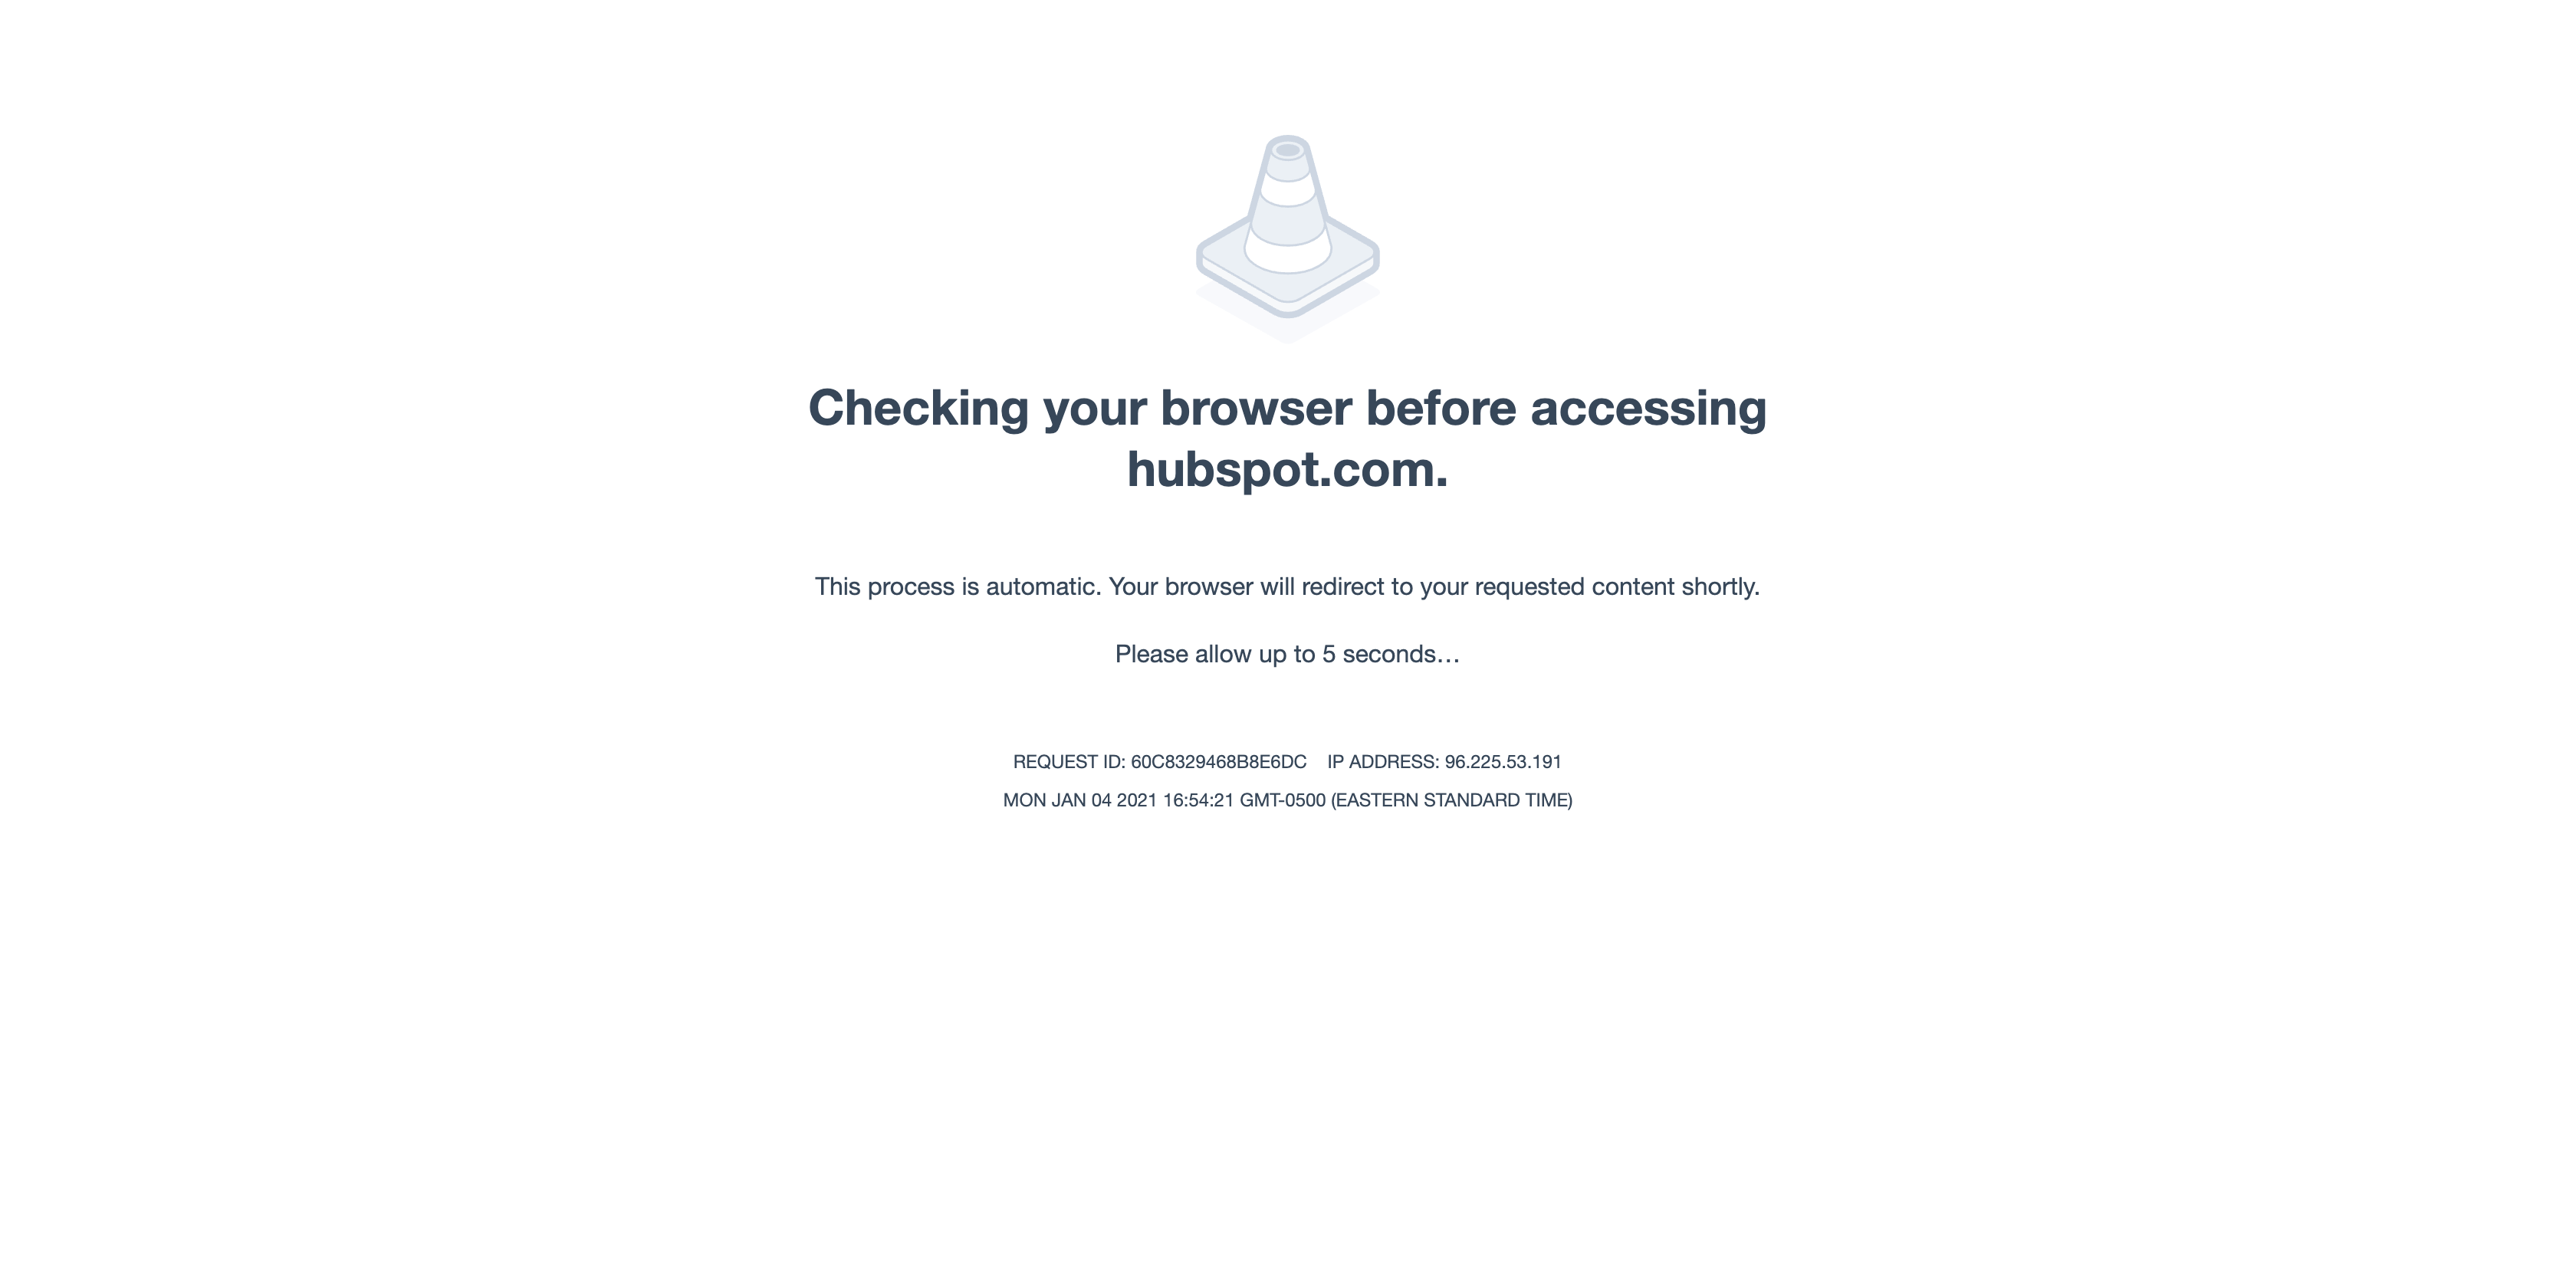 Checking your browser before accessing
hubspot.com.
This process is automatic. Your browser will redirect to your requested content shortly.
Please allow up to 5 seconds…
REQUEST ID: 60C8329468B8E6DC IP ADDRESS: 96.225.53.191
MON JAN 04 2021 16:54:21 GMT-0500 (EASTERN STANDARD TIME)